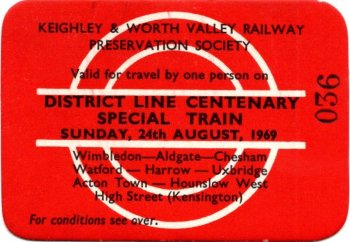 KEIGHLEY & WORTH VALLEY RAILWAY
PRESERVATION SOCIETY
Valid for travel by one person on
DISTRICT LINE CENTENARY
SPECIAL TRAIN
SUNDAY, 24th AUGUST, 1969
Wimbledon—Aldgate—Chesham
Watford — Harrow — Uxbridge
Acton Town — Hounslow West
High Street (Kensington)
For conditions see over.
036